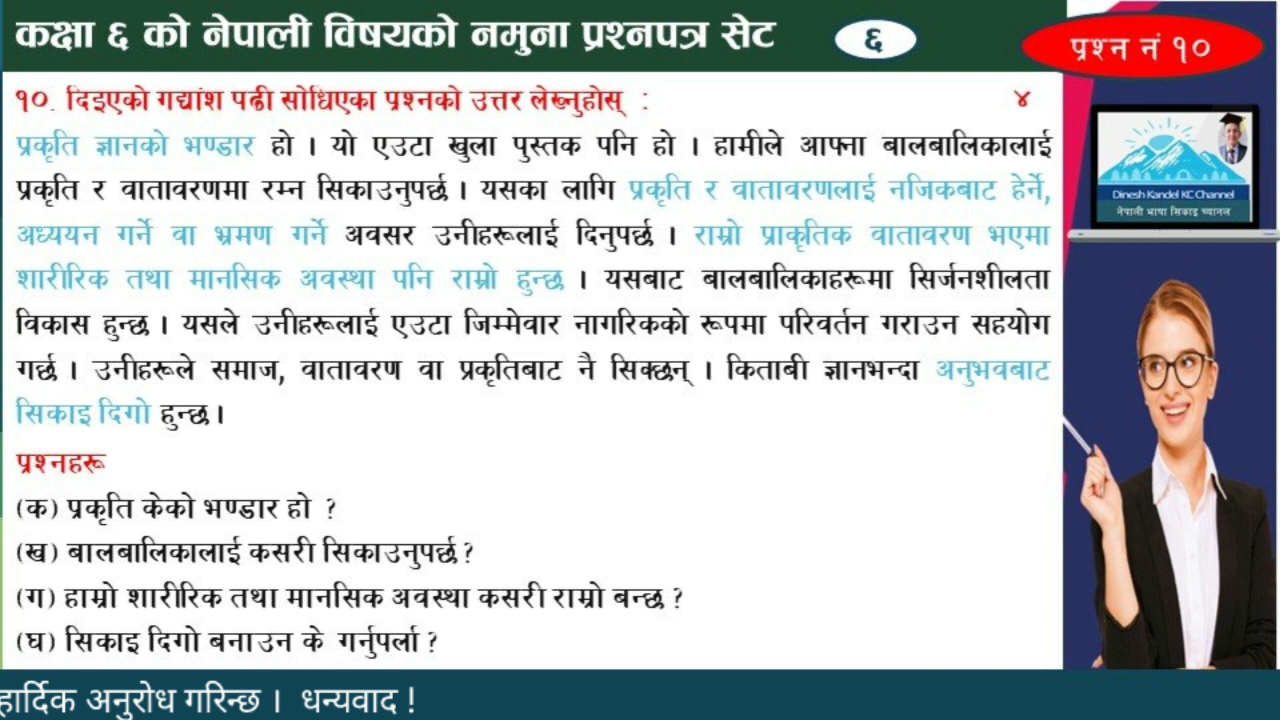 कक्षा ६ को नेपाली विषयको नमुना प्रश्नपत्र सेट ६
प्रश्न नं १०
१०. दिइएको गद्यांश पढी सोधिएका प्रश्नको उत्तर लेख्नुहोस् : ४
प्रकृति ज्ञानको भण्डार हो । यो एउटा खुला पुस्तक पनि हो । हामीले आफ्ना बालबालिकालाई
प्रकृति र वातावरणमा रम्न सिकाउनुपर्छ । यसका लागि प्रकृति र वातावरणलाई नजिकबाट हेर्ने,
अध्ययन गर्ने वा भ्रमण गर्ने अवसर उनीहरूलाई दिनुपर्छ । राम्रो प्राकृतिक वातावरण भएमा
शारीरिक तथा मानसिक अवस्था पनि राम्रो हुन्छ । यसबाट बालबालिकाहरूमा सिर्जनशीलता
विकास हुन्छ । यसले उनीहरूलाई एउटा जिम्मेवार नागरिकको रूपमा परिवर्तन गराउन सहयोग
गर्छ । उनीहरूले समाज, वातावरण वा प्रकृतिबाट नै सिक्छन् । किताबी ज्ञानभन्दा अनुभवबाट
सिकाइ दिगो हुन्छ ।
प्रश्नहरू
(क) प्रकृति केको भण्डार हो ?
(ख) बालबालिकालाई कसरी सिकाउनुपर्छ ?
(ग) हाम्रो शारीरिक तथा मानसिक अवस्था कसरी राम्रो बन्छ ?
(घ) सिकाइ दिगो बनाउन के गर्नुपर्ला ?
Dinesh Kandel KC Channel
नेपाली भाषा सिकाइ च्यानल
हार्दिक अनुरोध गरिन्छ । धन्यवाद !